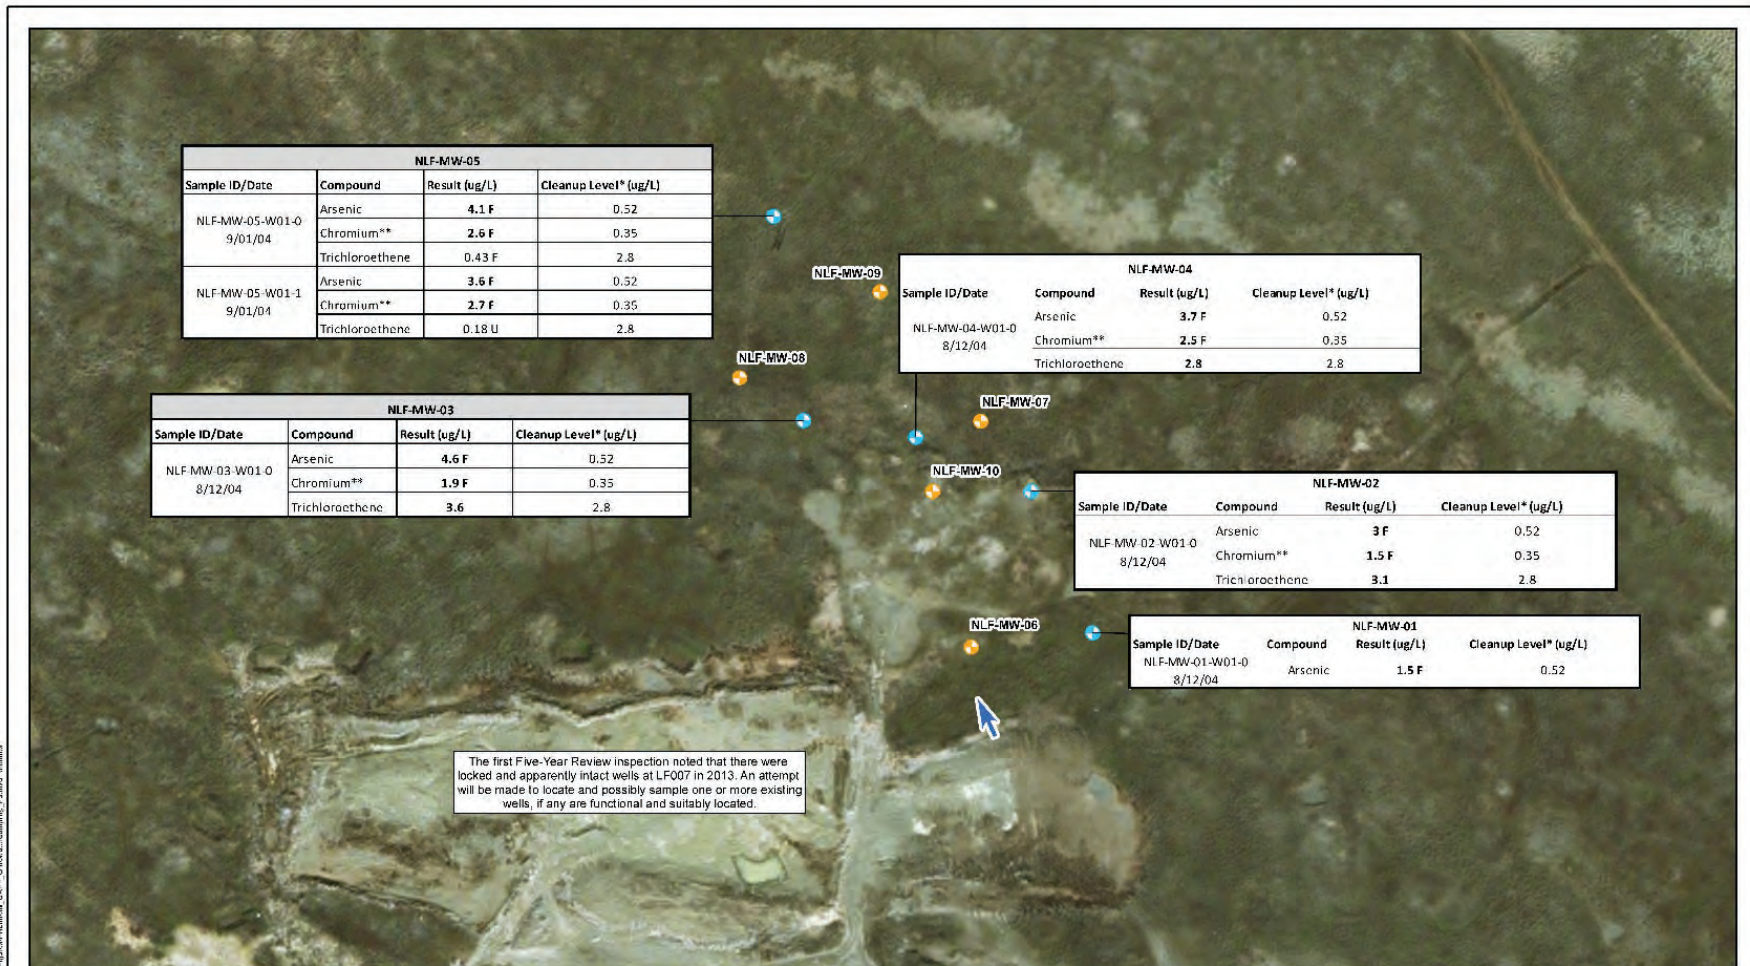 NLF-MW-05
Sample ID/Date Compound Result (ug/L) Cleanup Level* (ug/L)
NLF-MW-05-W01-0
9/01/04
Arsenic 4.1 F 0.52
Chromium** 2.6 F 0.35
Trichloroethene 0.43 F 2.8
NLF-MW-05-W01-1
9/01/04
Arsenic 3.6 F 0.52
Chromium** 2.7 F 0.35
Trichloroethene 0.18 U 2.8
NLF-MW-09
NLF-MW-04
Sample ID/Date Compound Result (ug/L) Cleanup Level* (ug/L)
NLF-MW-04-W01-0
8/12/04
Arsenic 3.7 F 0.52
Chromium** 2.5 F 0.35
Trichloroethene 2.8 2.8
NLF-MW-08
NLF-MW-03
Sample ID/Date Compound Result (ug/L) Cleanup Level* (ug/L)
NLF-MW-03-W01-0
8/12/04
Arsenic 4.6 F 0.52
Chromium** 1.9 F 0.35
Trichloroethene 3.6 2.8
NLF-MW-07
NLF-MW-10
NLF-MW-02
Sample ID/Date Compound Result (ug/L) Cleanup Level* (ug/L)
NLF-MW-02-W01-0
8/12/04
Arsenic 3 F 0.52
Chromium** 1.5 F 0.35
Trichloroethene 3.1 2.8
NLF-MW-06
NLF-MW-01
Sample ID/Date Compound Result (ug/L) Cleanup Level* (ug/L)
NLF-MW-01-W01-0
8/12/04
Arsenic 1.5 F 0.52
The first Five-Year Review inspection noted that there were
locked and apparently intact wells at LF007 in 2013. An attempt
will be made to locate and possibly sample one or more existing
wells, if any are functional and suitably located.